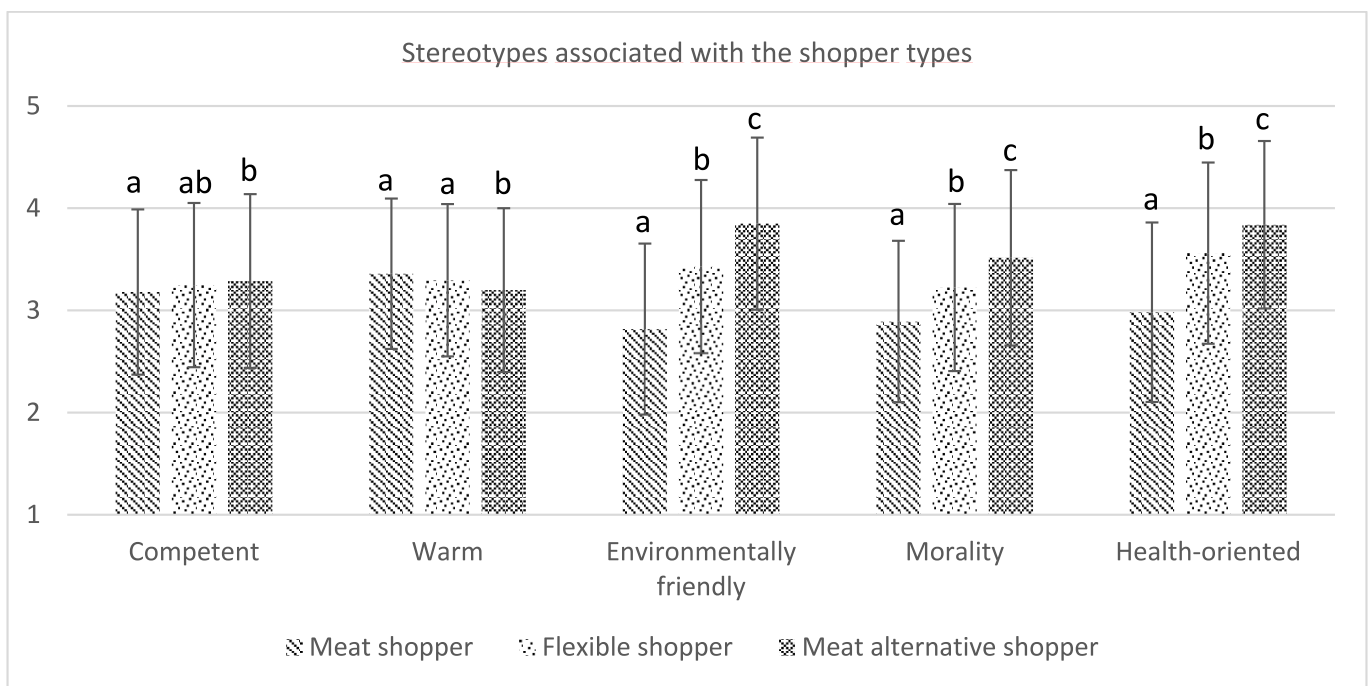 Stereotypes associated with the shopper types
5
4
3
2
1
a ab b a a b a b c a b c a b c
Competent Warm Environmentally friendly Morality Health-oriented
Meat shopper Flexible shopper Meat alternative shopper